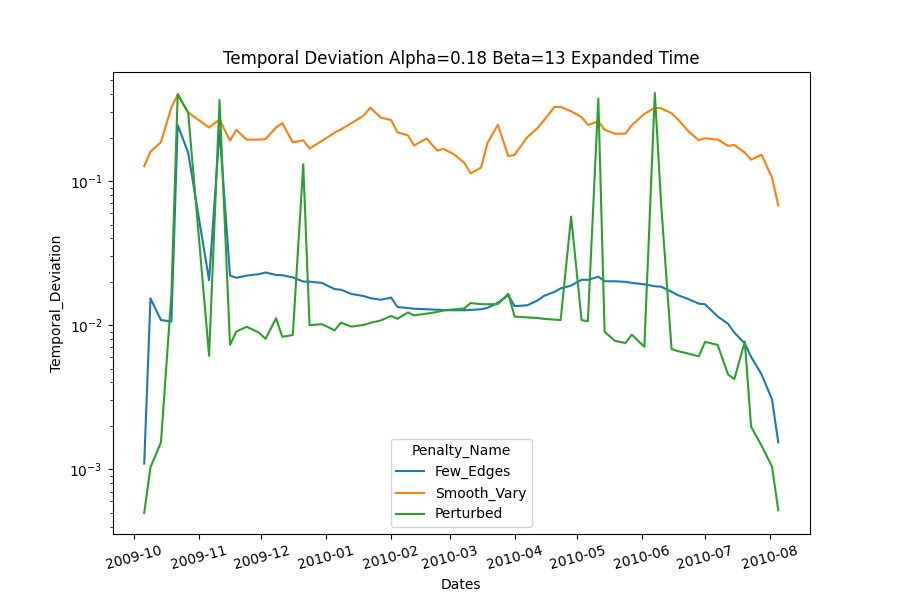 Temporal Deviation Alpha=0.18 Beta=13 Expanded Time
Temporal_Deviation
10⁻¹
10⁻²
10⁻³
Penalty_Name
Few_Edges
Smooth_Vary
Perturbed
2009-10 2009-11 2009-12 2010-01 2010-02 2010-03 2010-04 2010-05 2010-06 2010-07 2010-08
Dates